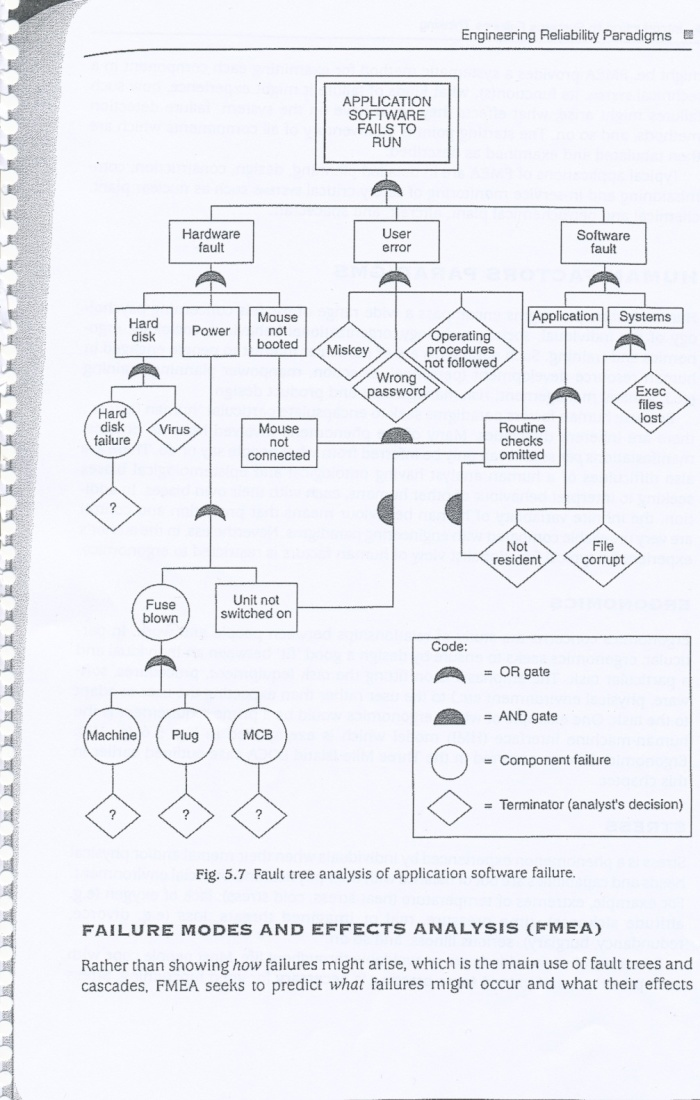 Engineering Reliability Paradigms
APPLICATION
SOFTWARE
FAILS TO
RUN
Hardware
fault
User
error
Software
fault
Hard
disk
Power
Mouse
not
booted
Miskey
Wrong
password
Operating
procedures
not followed
Application
Systems
Exec
files
lost
Hard
disk
failure
Virus
Mouse
not
connected
Routine
checks
omitted
?
Not
resident
File
corrupt
Fuse
blown
Unit not
switched on
Machine
Plug
MCB
?
?
?
Code:
= OR gate
= AND gate
= Component failure
= Terminator (analyst's decision)
Fig. 5.7 Fault tree analysis of application software failure.
FAILURE MODES AND EFFECTS ANALYSIS (FMEA)
Rather than showing how failures might arise, which is the main use of fault trees and
cascades, FMEA seeks to predict what failures might occur and what their effects